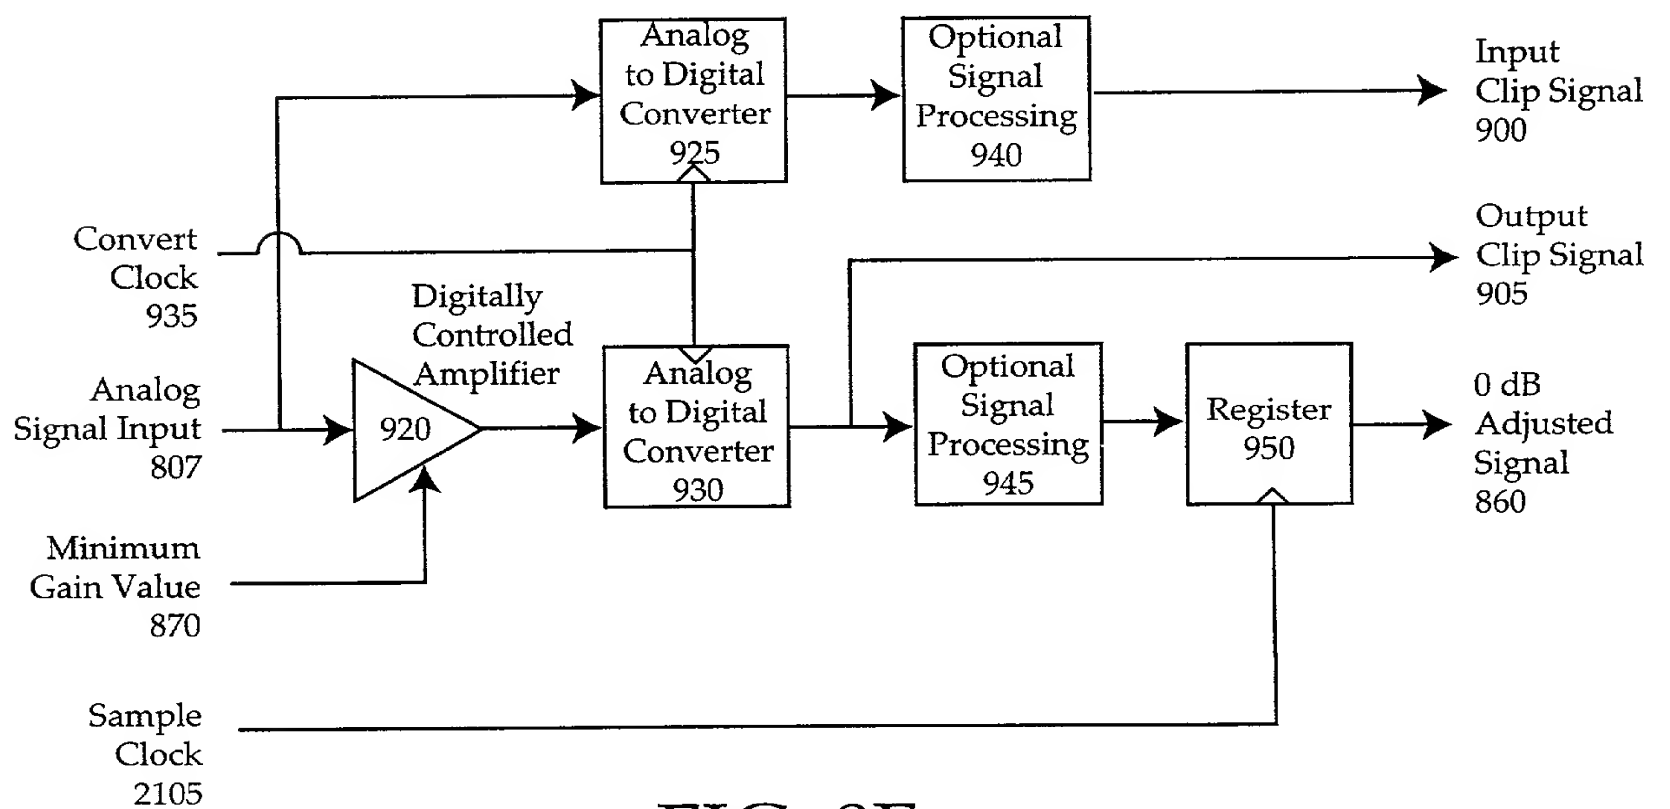 Analog
to Digital
Converter
925
Optional
Signal
Processing
940
Input
Clip Signal
900
Convert
Clock
935
Output
Clip Signal
905
Digitally
Controlled
Amplifier
Analog
Signal Input
807
920
Analog
to Digital
Converter
930
Optional
Signal
Processing
945
Register
950
0 dB
Adjusted
Signal
860
Minimum
Gain Value
870
Sample
Clock
2105